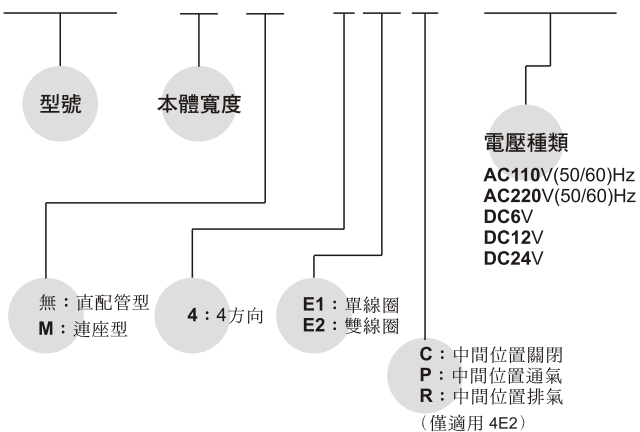 型號
本體寬度
電壓種類
AC110V(50/60)Hz
AC220V(50/60)Hz
DC6V
DC12V
DC24V
無：直配管型
M：連座型
4：4方向
E1：單線圈
E2：雙線圈
C：中間位置關閉
P：中間位置通氣
R：中間位置排氣
（僅適用 4E2）